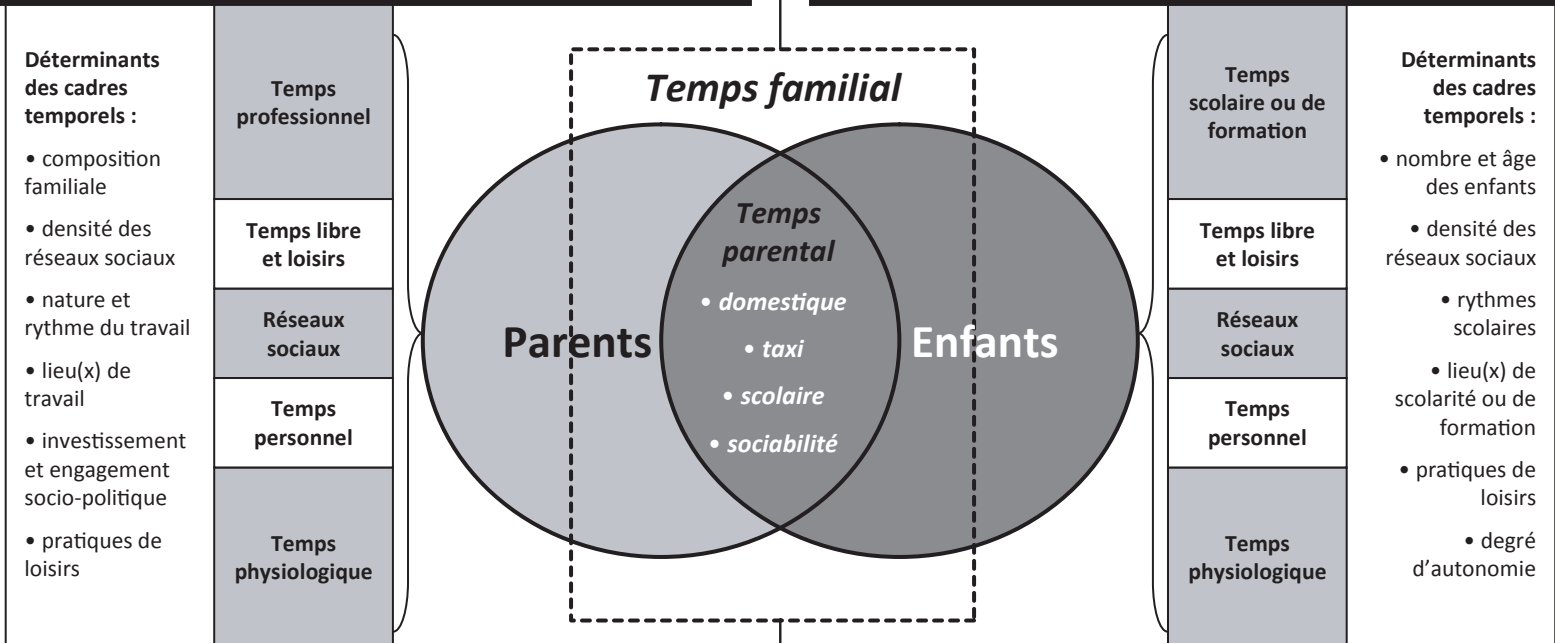 Déterminants
des cadres
temporels :
• composition
familiale
• densité des
réseaux sociaux
• nature et
rythme du travail
• lieu(x) de
travail
• investissement
et engagement
socio-politique
• pratiques de
loisirs
Temps
professionnel
Temps libre
et loisirs
Réseaux
sociaux
Temps
personnel
Temps
physiologique
Temps familial
Parents
Temps
parental
• domestique
• taxi
• scolaire
• sociabilité
Enfants
Temps
scolaire ou de
formation
Temps libre
et loisirs
Réseaux
sociaux
Temps
personnel
Temps
physiologique
Déterminants
des cadres
temporels :
• nombre et âge
des enfants
• densité des
réseaux sociaux
• rythmes
scolaires
• lieu(x) de
scolarité ou de
formation
• pratiques de
loisirs
• degré
d’autonomie